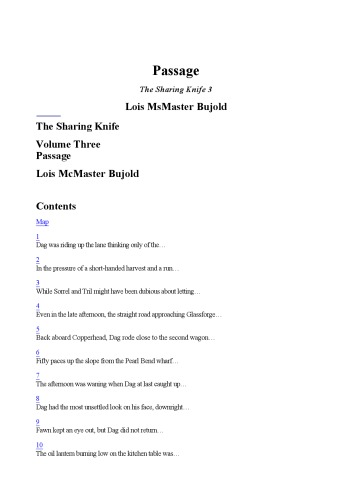 Passage
The Sharing Knife 3
Lois MsMaster Bujold
The Sharing Knife
Volume Three
Passage
Lois McMaster Bujold
Contents
Map
1
Dag was riding up the lane thinking only of the…
2
In the pressure of a short-handed harvest and a run…
3
While Sorrel and Tril might have been dubious about letting…
4
Even in the late afternoon, the straight road approaching Glassforge…
5
Back aboard Copperhead, Dag rode close to the second wagon…
6
Fifty paces up the slope from the Pearl Bend wharf…
7
The afternoon was waning when Dag at last caught up…
8
Dag had the most unsettled look on his face, downright…
9
Fawn kept an eye out, but Dag did not return…
10
The oil lantern burning low on the kitchen table was…